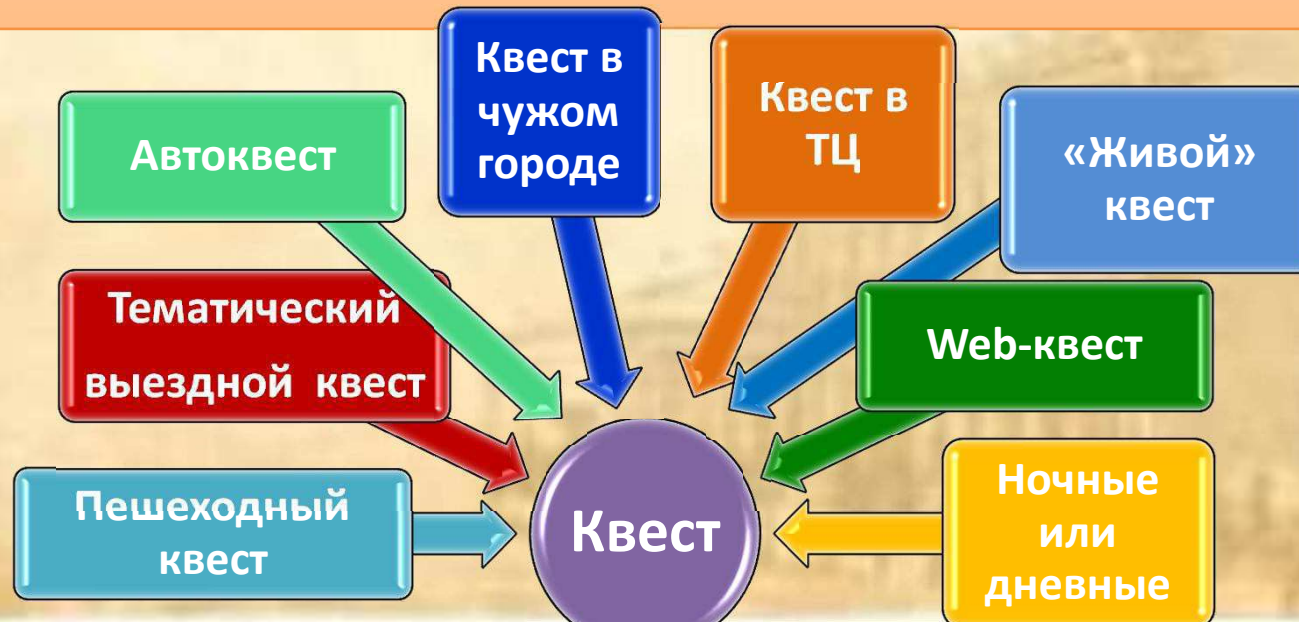 Квест в
чужом
городе
Квест в
ТЦ
Автоквест
«Живой»
квест
Тематический
выездной квест
Web-квест
Пешеходный
квест
Квест
Ночные
или
дневные